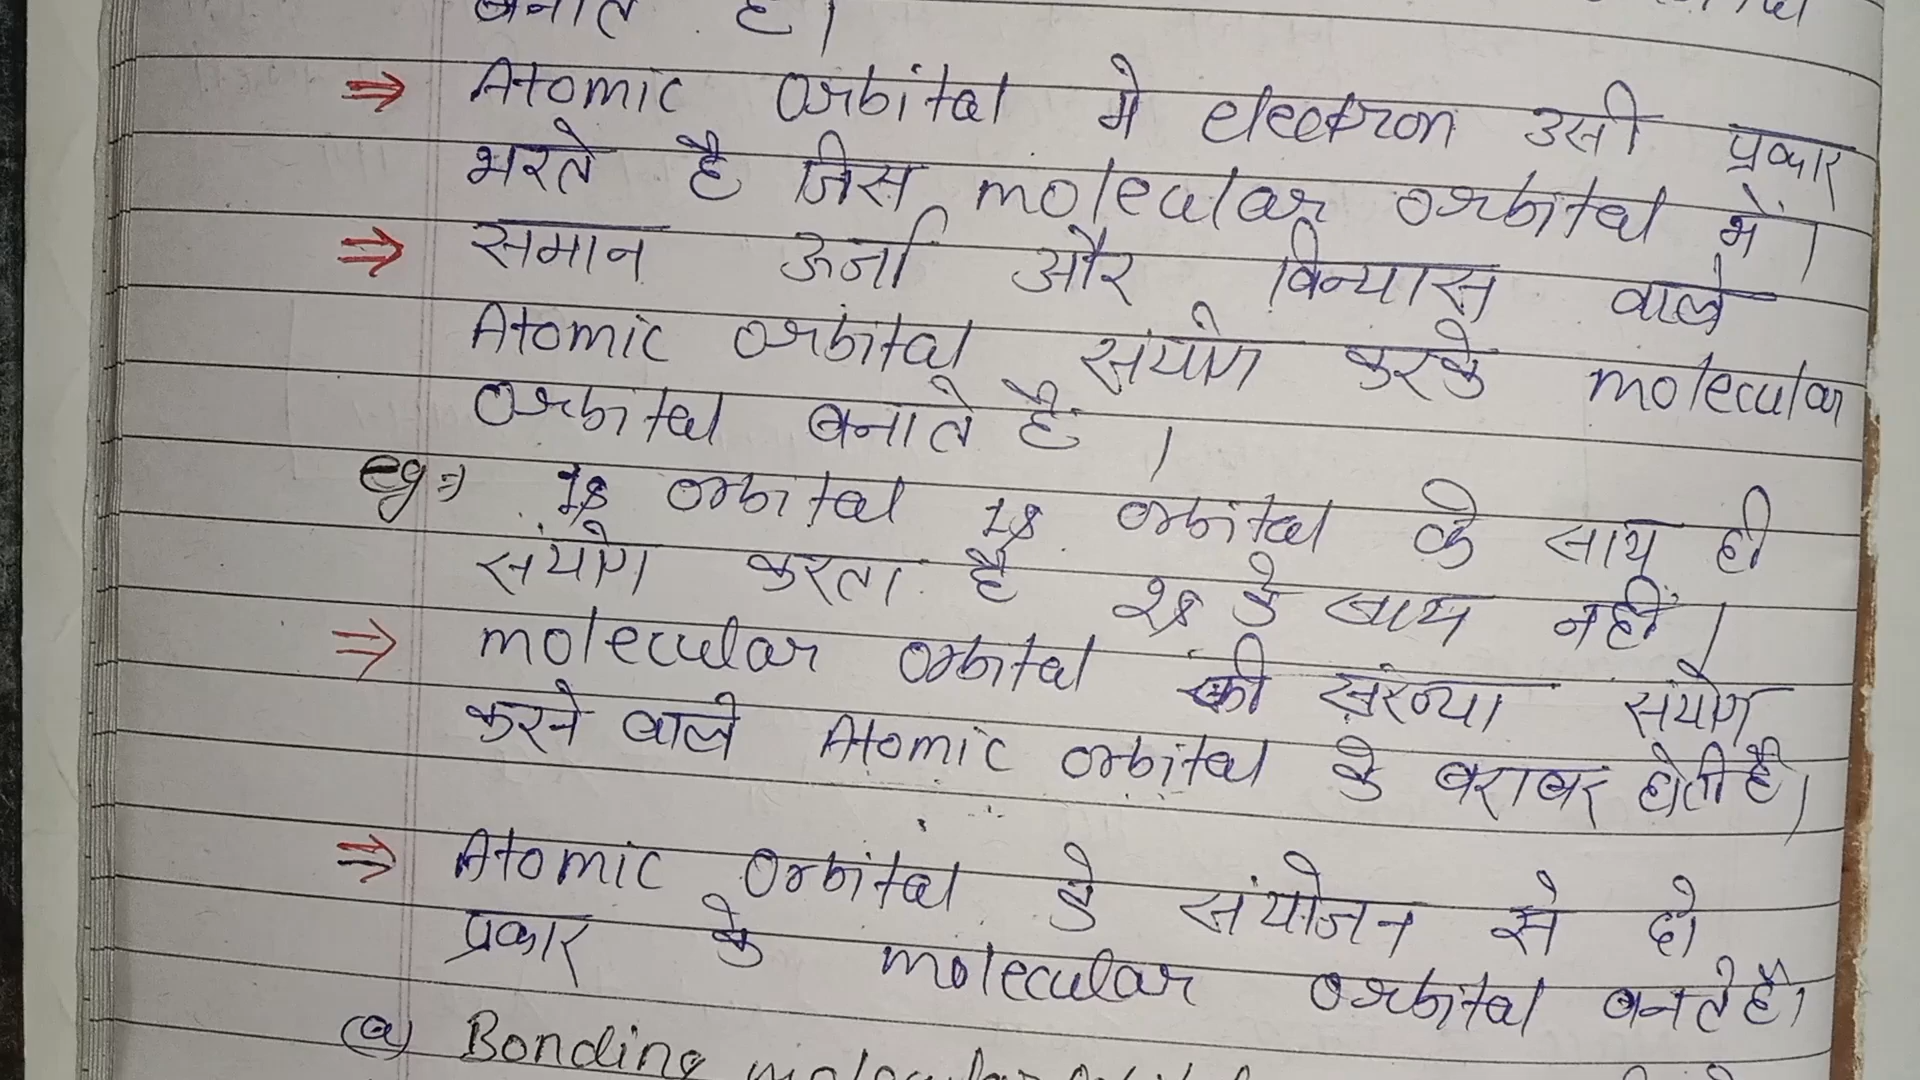 बनाते है।
⇒ Atomic orbital मे electron उसी प्रकार
भरते है जिस molecular orbital मे।
⇒ समान ऊर्जा और विन्यास वाले
Atomic orbital संयोग करके molecular
orbital बनाते है।
eg ⇒ 1s orbital 1s orbital के साथ ही
संयोग करता है 2s के साथ नहीं।
⇒ molecular orbital की संख्या संयोग
करने वाले Atomic orbital के बराबर होती है।
⇒ Atomic orbital के संयोजन से दो
प्रकार के molecular orbital बनते है।
(a) Bonding molecular